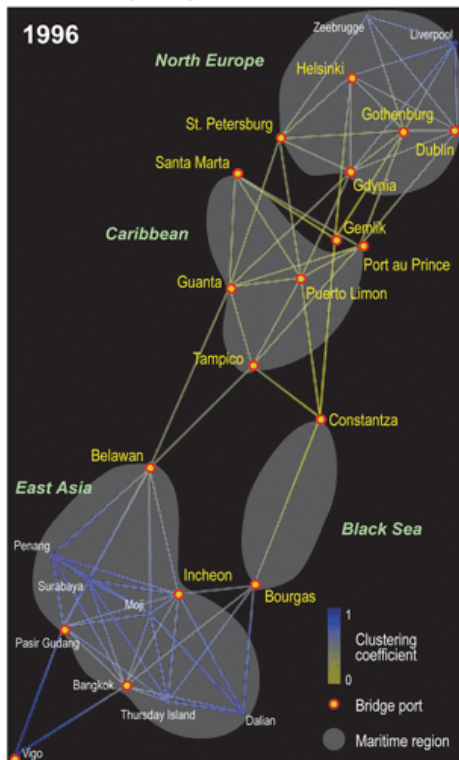 1996
Zeebrugge
Liverpool
North Europe
Helsinki
St. Petersburg
Gothenburg
Dublin
Santa Marta
Gdynia
Caribbean
Gemlik
Port au Prince
Guanta
Puerto Limon
Tampico
Constantza
Belawan
East Asia
Black Sea
Penang
Surabaya
Incheon
Moji
Bourgas
Pasir Gudang
Bangkok
Thursday Island
Dalian
Vigo
1
Clustering
coefficient
0
Bridge port
Maritime region